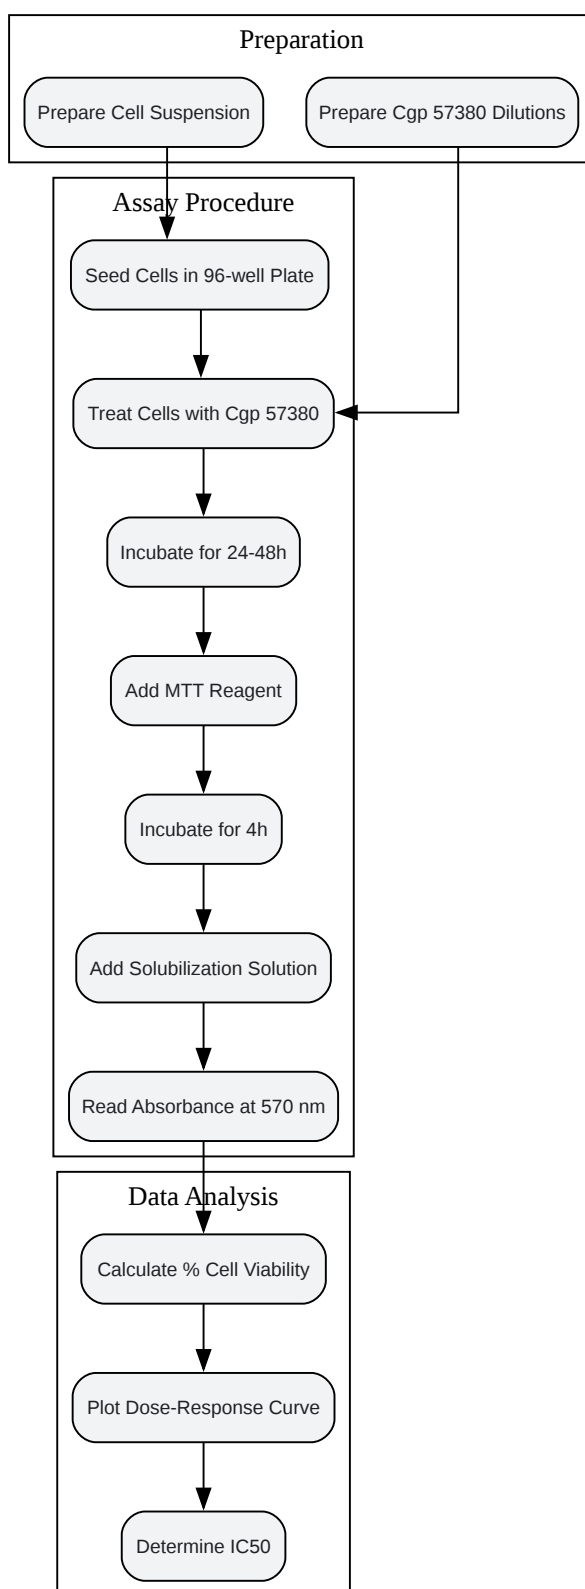 Preparation
Prepare Cell Suspension
Prepare Cgp 57380 Dilutions
Assay Procedure
Seed Cells in 96-well Plate
Treat Cells with Cgp 57380
Incubate for 24-48h
Add MTT Reagent
Incubate for 4h
Add Solubilization Solution
Read Absorbance at 570 nm
Data Analysis
Calculate % Cell Viability
Plot Dose-Response Curve
Determine IC50